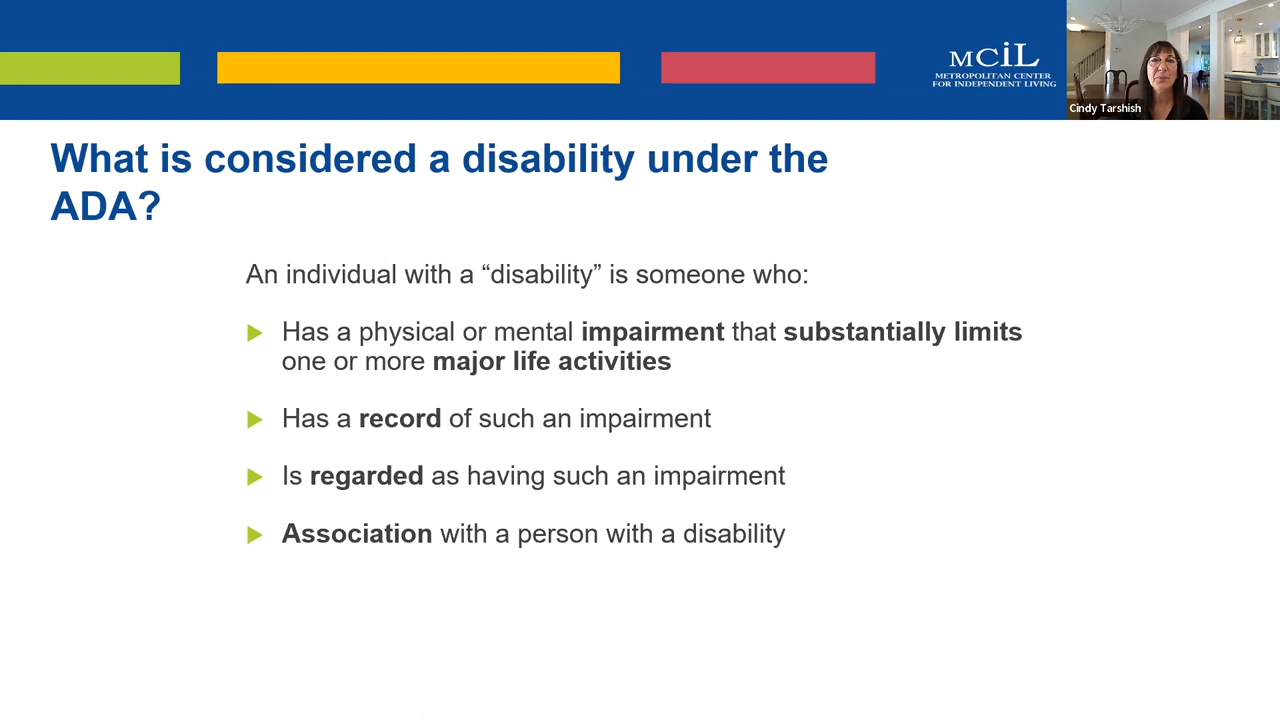 MCiL
METROPOLITAN CENTER
FOR INDEPENDENT LIVING
Cindy Tarshish
What is considered a disability under the
ADA?
An individual with a “disability” is someone who:
Has a physical or mental impairment that substantially limits
one or more major life activities
Has a record of such an impairment
Is regarded as having such an impairment
Association with a person with a disability